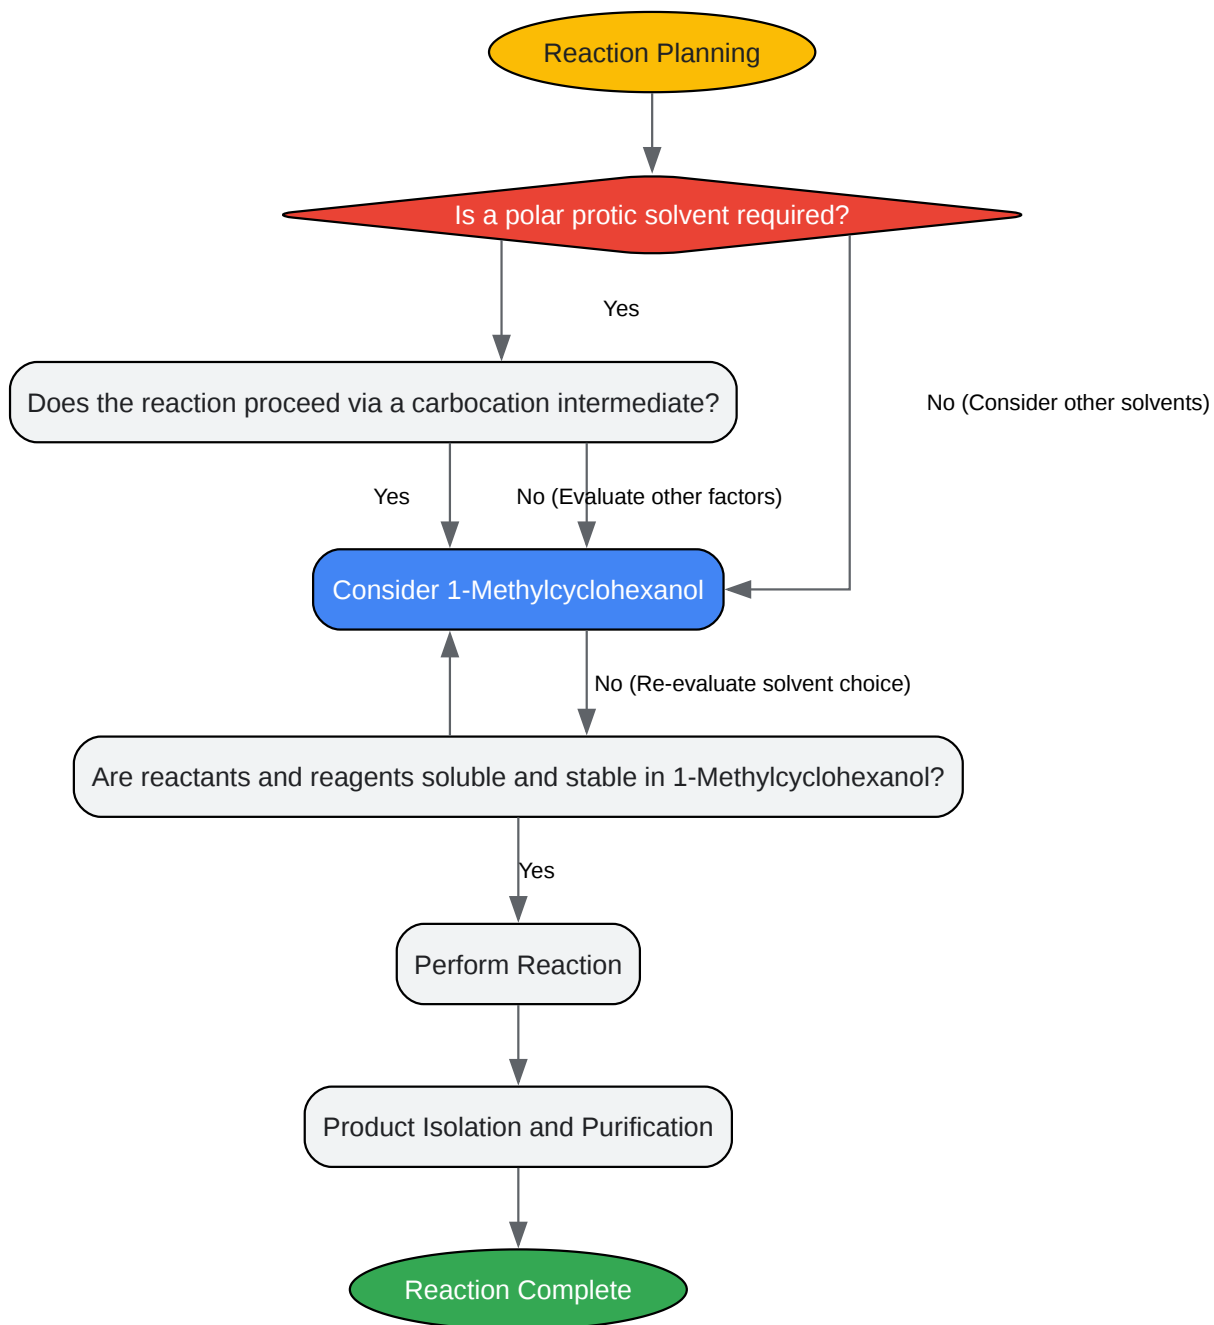 Reaction Planning
Is a polar protic solvent required?
Yes
Does the reaction proceed via a carbocation intermediate?
No (Consider other solvents)
Yes
No (Evaluate other factors)
Consider 1-Methylcyclohexanol
No (Re-evaluate solvent choice)
Are reactants and reagents soluble and stable in 1-Methylcyclohexanol?
Yes
Perform Reaction
Product Isolation and Purification
Reaction Complete